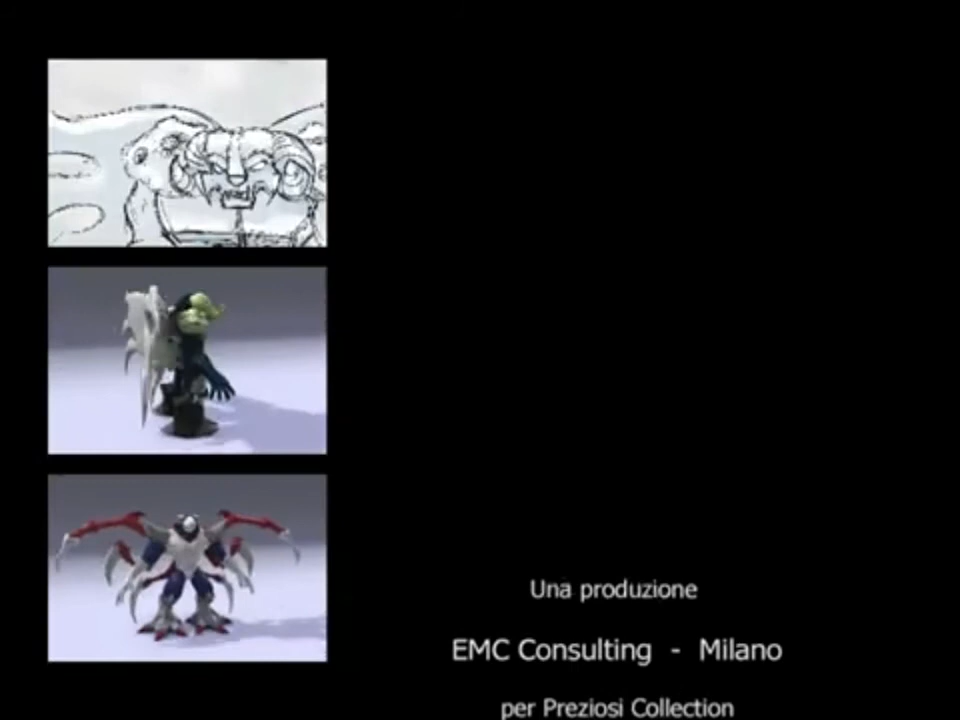 Una produzione
EMC Consulting - Milano
per Preziosi Collection